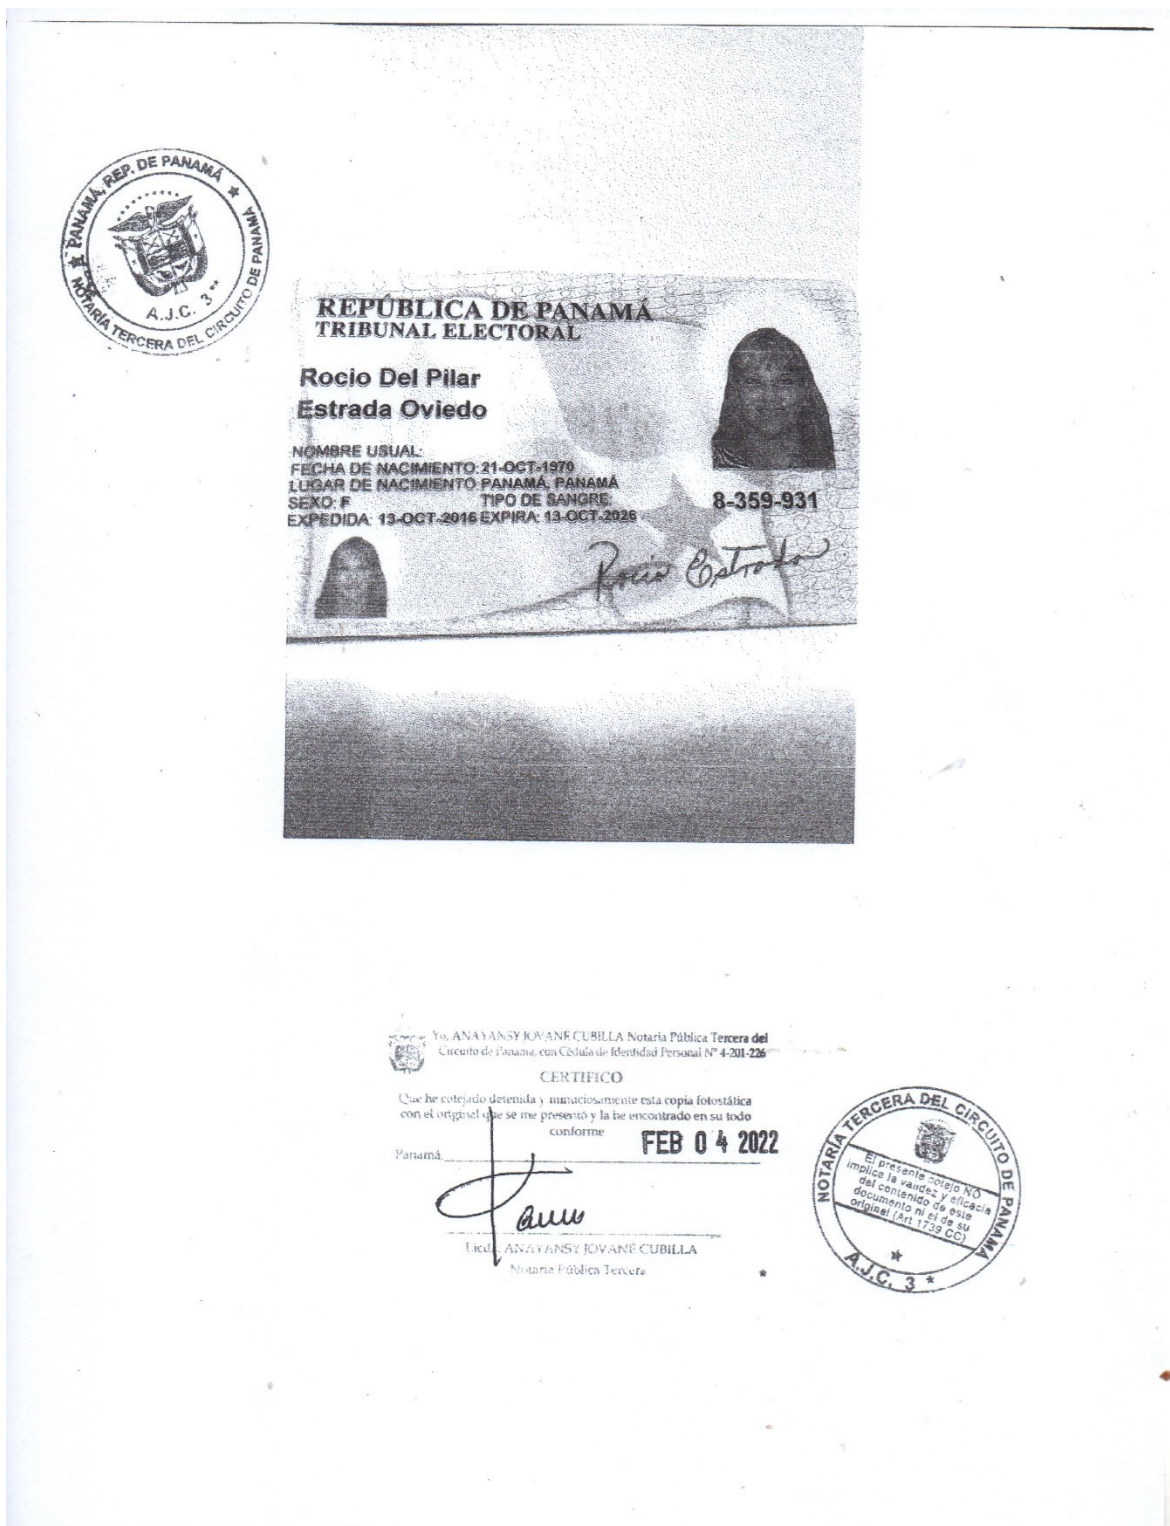 PANAMÁ, REP. DE PANAMÁ
NOTARÍA TERCERA DEL CIRCUITO DE PANAMÁ
A.J.C. 3
REPÚBLICA DE PANAMÁ
TRIBUNAL ELECTORAL
Rocio Del Pilar
Estrada Oviedo
NOMBRE USUAL:
FECHA DE NACIMIENTO: 21-OCT-1970
LUGAR DE NACIMIENTO: PANAMÁ, PANAMÁ
SEXO: F TIPO DE SANGRE:
EXPEDIDA: 13-OCT-2016 EXPIRA: 13-OCT-2026
8-359-931
Rocio Estrada
Yo, ANAYANSY JOVANÉ CUBILLA Notaria Pública Tercera del
Circuito de Panamá, con Cédula de Identidad Personal N° 4-201-226
CERTIFICO
Que he cotejado detenida y minuciosamente esta copia fotostática
con el original que se me presentó y la he encontrado en su todo
conforme
Panamá, FEB 04 2022
Licda. ANAYANSY JOVANÉ CUBILLA
Notaria Pública Tercera
NOTARÍA TERCERA DEL CIRCUITO DE PANAMÁ
El presente cotejo NO
implica la validez y eficacia
del contenido de este
documento ni el de su
original (Art 1739 CC)
A.J.C. 3